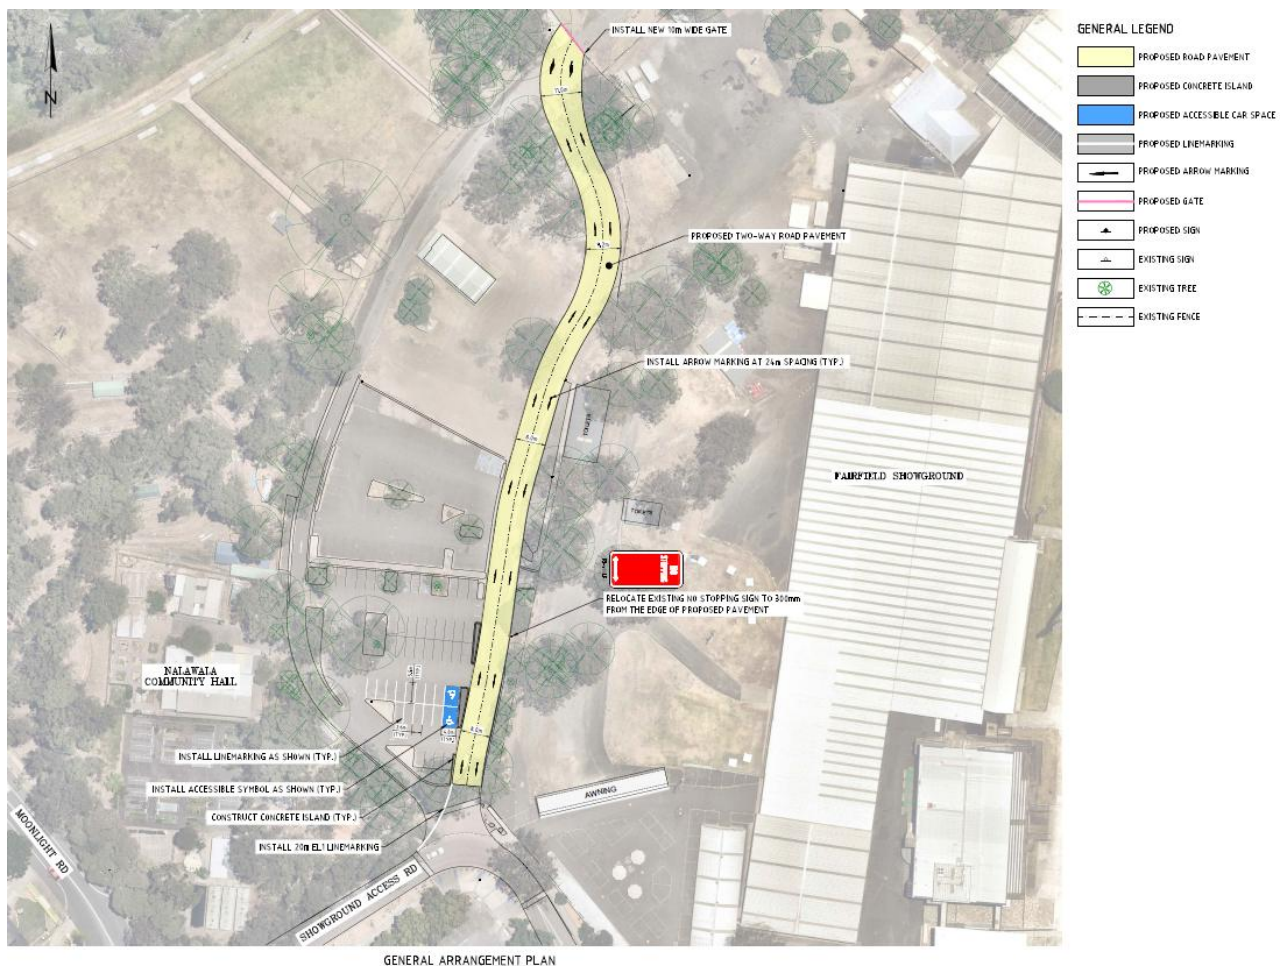 INSTALL NEW 10m WIDE GATE
GENERAL LEGEND
PROPOSED ROAD PAVEMENT
PROPOSED CONCRETE ISLAND
PROPOSED ACCESSIBLE CAR SPACE
PROPOSED LINEMARKING
PROPOSED ARROW MARKING
PROPOSED GATE
PROPOSED SIGN
EXISTING SIGN
EXISTING TREE
EXISTING FENCE
N
PROPOSED TWO-WAY ROAD PAVEMENT
INSTALL ARROW MARKING AT 24m SPACING (TYP.)
FAIRFIELD SHOWGROUND
TOILET
NO
STOPPING
RELOCATE EXISTING NO STOPPING SIGN TO 300mm
FROM THE EDGE OF PROPOSED PAVEMENT
NALAWALA
COMMUNITY HALL
INSTALL LINEMARKING AS SHOWN (TYP.)
INSTALL ACCESSIBLE SYMBOL AS SHOWN (TYP.)
AWNING
CONSTRUCT CONCRETE ISLAND (TYP.)
INSTALL 20m EL1 LINEMARKING
MOONLIGHT RD
SHOWGROUND ACCESS RD
GENERAL ARRANGEMENT PLAN